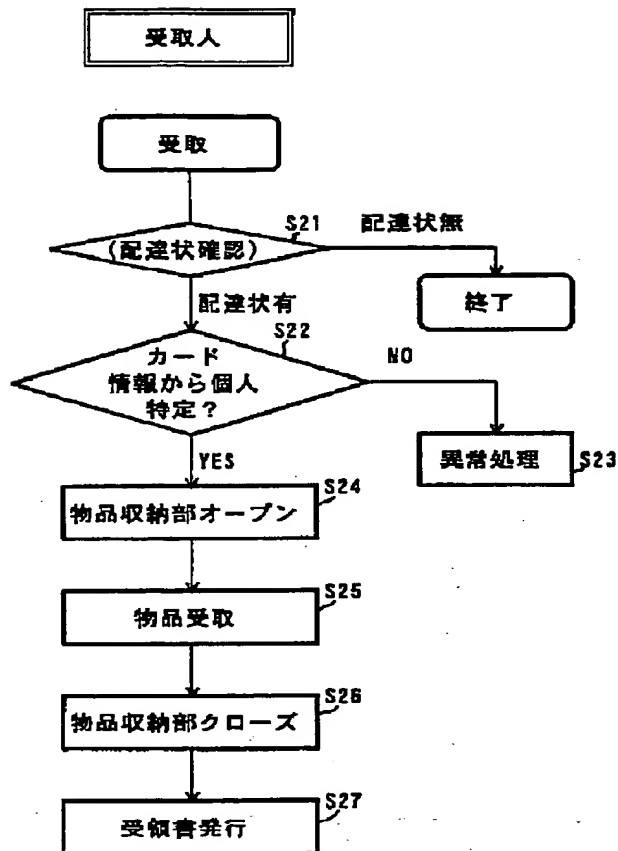 受取人
受取
S21
(配達状確認)
配達状無
終了
配達状有
S22
カード
情報から個人
特定?
NO
異常処理
S23
YES
S24
物品収納部オープン
S25
物品受取
S26
物品収納部クローズ
S27
受領書発行